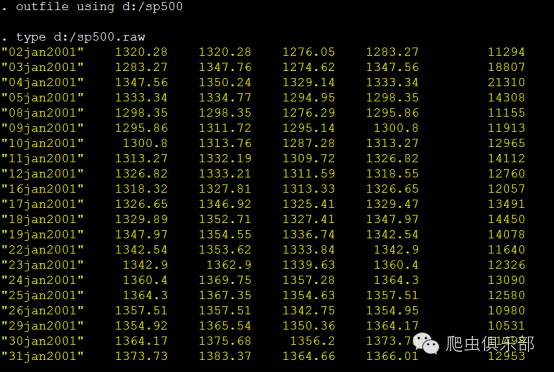 . outfile using d:/sp500
. type d:/sp500.raw
"02jan2001" 1320.28 1320.28 1276.05 1283.27 11294
"03jan2001" 1283.27 1347.76 1274.62 1347.56 18807
"04jan2001" 1347.56 1350.24 1329.14 1333.34 21310
"05jan2001" 1333.34 1334.77 1294.95 1298.35 14308
"08jan2001" 1298.35 1298.35 1276.29 1295.86 11155
"09jan2001" 1295.86 1311.72 1295.14 1300.8 11913
"10jan2001" 1300.8 1313.76 1287.28 1313.27 12965
"11jan2001" 1313.27 1332.19 1309.72 1326.82 14112
"12jan2001" 1326.82 1333.21 1311.59 1318.55 12760
"16jan2001" 1318.32 1327.81 1313.33 1326.65 12057
"17jan2001" 1326.65 1346.92 1325.41 1329.47 13491
"18jan2001" 1329.89 1352.71 1327.41 1347.97 14450
"19jan2001" 1347.97 1354.55 1336.74 1342.54 14078
"22jan2001" 1342.54 1353.62 1333.84 1342.9 11640
"23jan2001" 1342.9 1362.9 1339.63 1360.4 12326
"24jan2001" 1360.4 1369.75 1357.28 1364.3 13090
"25jan2001" 1364.3 1367.35 1354.63 1357.51 12580
"26jan2001" 1357.51 1357.51 1342.75 1354.95 10980
"29jan2001" 1354.92 1365.54 1350.36 1364.17 10531
"30jan2001" 1364.17 1375.68 1356.2
"31jan2001" 1373.73 1383.37 1364.66 1366.01 12953
爬虫俱乐部